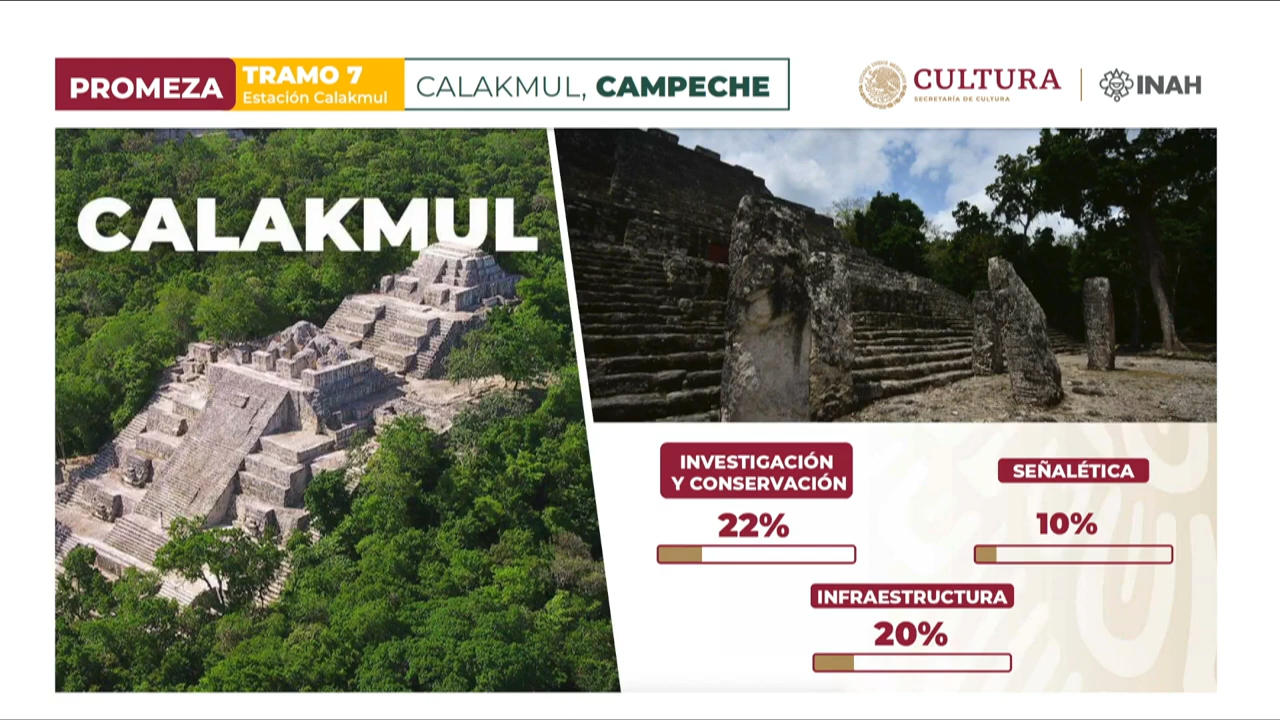 PROMEZA
TRAMO 7
Estación Calakmul
CALAKMUL, CAMPECHE
CULTURA
SECRETARÍA DE CULTURA
INAH
CALAKMUL
INVESTIGACIÓN
Y CONSERVACIÓN
22%
SEÑALÉTICA
10%
INFRAESTRUCTURA
20%